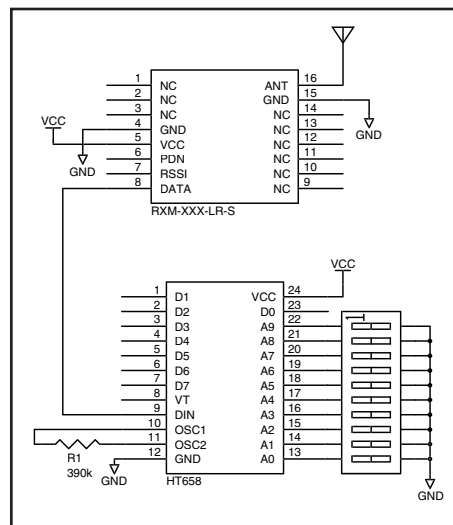 1 NC ANT 16
2 NC GND 15
3 NC NC 14
4 GND NC 13
5 VCC NC 12
6 PDN NC 11
7 RSSI NC 10
8 DATA NC 9
VCC
GND
GND
RXM-XXX-LR-S
VCC
1 D1 VCC 24
2 D2 D0 23
3 D3 A9 22
4 D4 A8 21
5 D5 A7 20
6 D6 A6 19
7 D7 A5 18
8 VT A4 17
9 DIN A3 16
10 OSC1 A2 15
11 OSC2 A1 14
12 GND A0 13
1
R1
390k
GND
HT658
GND